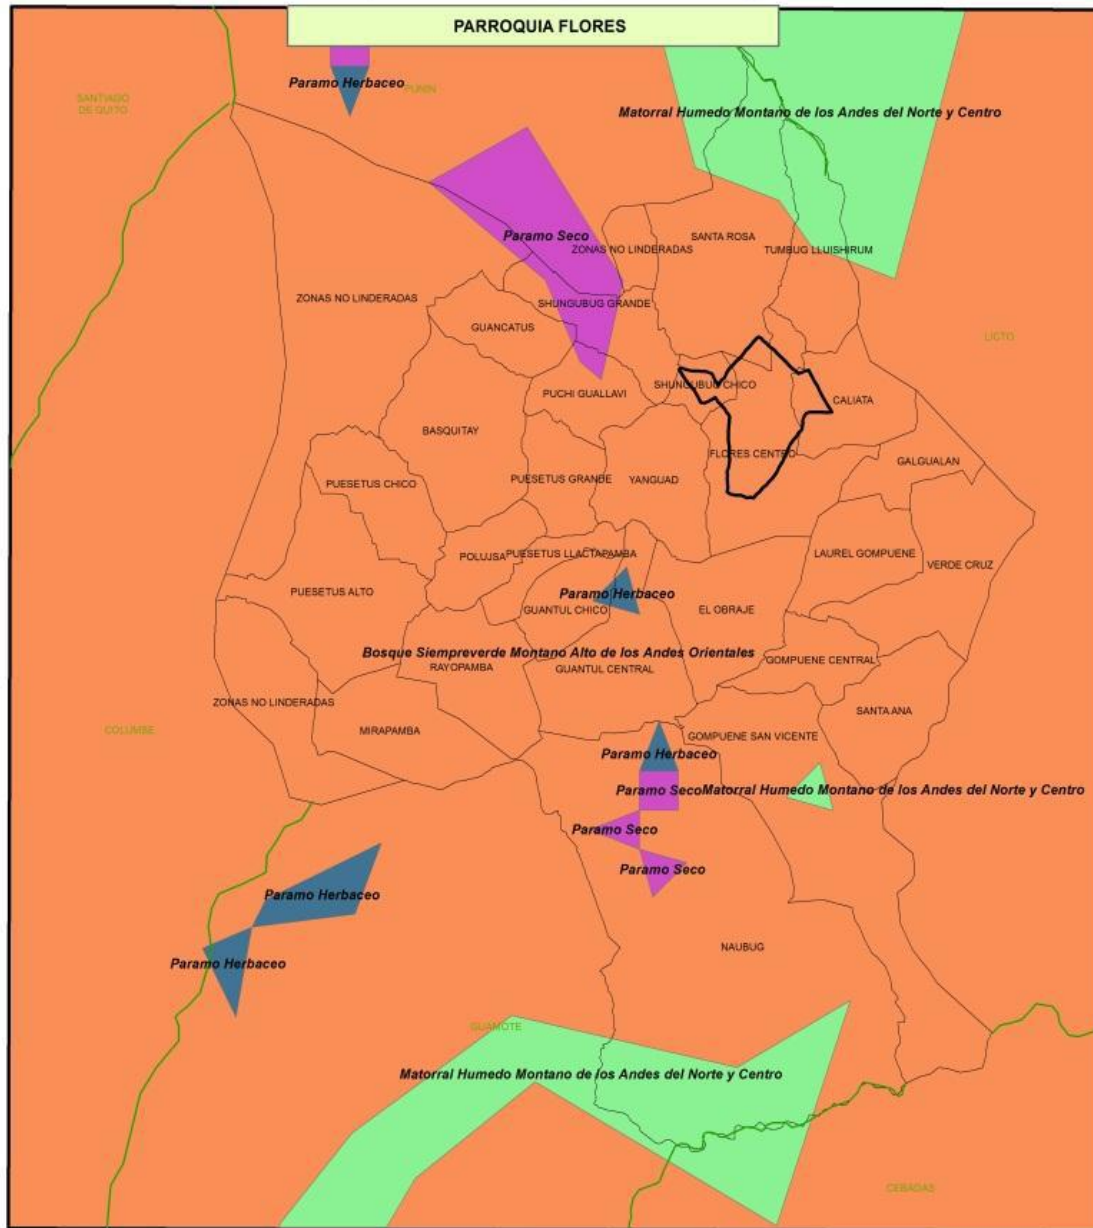 PARROQUIA FLORES
Paramo Herbaceo
PUNIN
SANTIAGO
DE QUITO
Matorral Humedo Montano de los Andes del Norte y Centro
Paramo Seco
SANTA ROSA
ZONAS NO LINDERADAS
TUMBUG LLUISHIRUM
ZONAS NO LINDERADAS
SHUNGUBUG GRANDE
GUANCATUS
LICTO
SHUNGUBUG CHICO
PUCHI GUALLAVI
CALIATA
BASQUITAY
FLORES CENTRO
GALGUALAN
PUESETUS CHICO
PUESETUS GRANDE
YANGUAD
POLUJSA
PUESETUS LLACTAPAMBA
LAUREL GOMPUENE
VERDE CRUZ
PUESETUS ALTO
Paramo Herbaceo
GUANTUL CHICO
EL OBRAJE
Bosque Siempreverde Montano Alto de los Andes Orientales
RAYOPAMBA
GUANTUL CENTRAL
GOMPUENE CENTRAL
ZONAS NO LINDERADAS
SANTA ANA
COLUMBE
MIRAPAMBA
GOMPUENE SAN VICENTE
Paramo Herbaceo
Paramo Seco
Matorral Humedo Montano de los Andes del Norte y Centro
Paramo Seco
Paramo Seco
Paramo Herbaceo
NAUBUG
Paramo Herbaceo
GUAMOTE
Matorral Humedo Montano de los Andes del Norte y Centro
CEBADAS